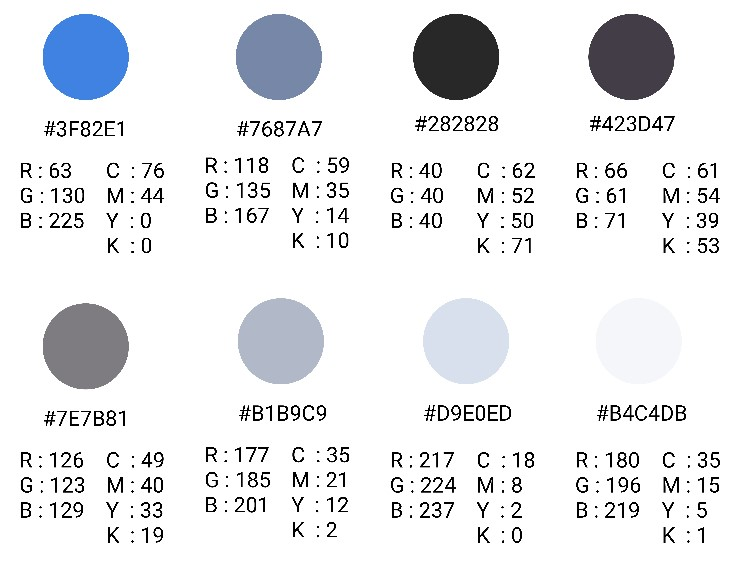 #3F82E1
R : 63 C : 76
G : 130 M : 44
B : 225 Y : 0
K : 0
#7687A7
R : 118 C : 59
G : 135 M : 35
B : 167 Y : 14
K : 10
#282828
R : 40 C : 62
G : 40 M : 52
B : 40 Y : 50
K : 71
#423D47
R : 66 C : 61
G : 61 M : 54
B : 71 Y : 39
K : 53
#7E7B81
R : 126 C : 49
G : 123 M : 40
B : 129 Y : 33
K : 19
#B1B9C9
R : 177 C : 35
G : 185 M : 21
B : 201 Y : 12
K : 2
#D9E0ED
R : 217 C : 18
G : 224 M : 8
B : 237 Y : 2
K : 0
#B4C4DB
R : 180 C : 35
G : 196 M : 15
B : 219 Y : 5
K : 1